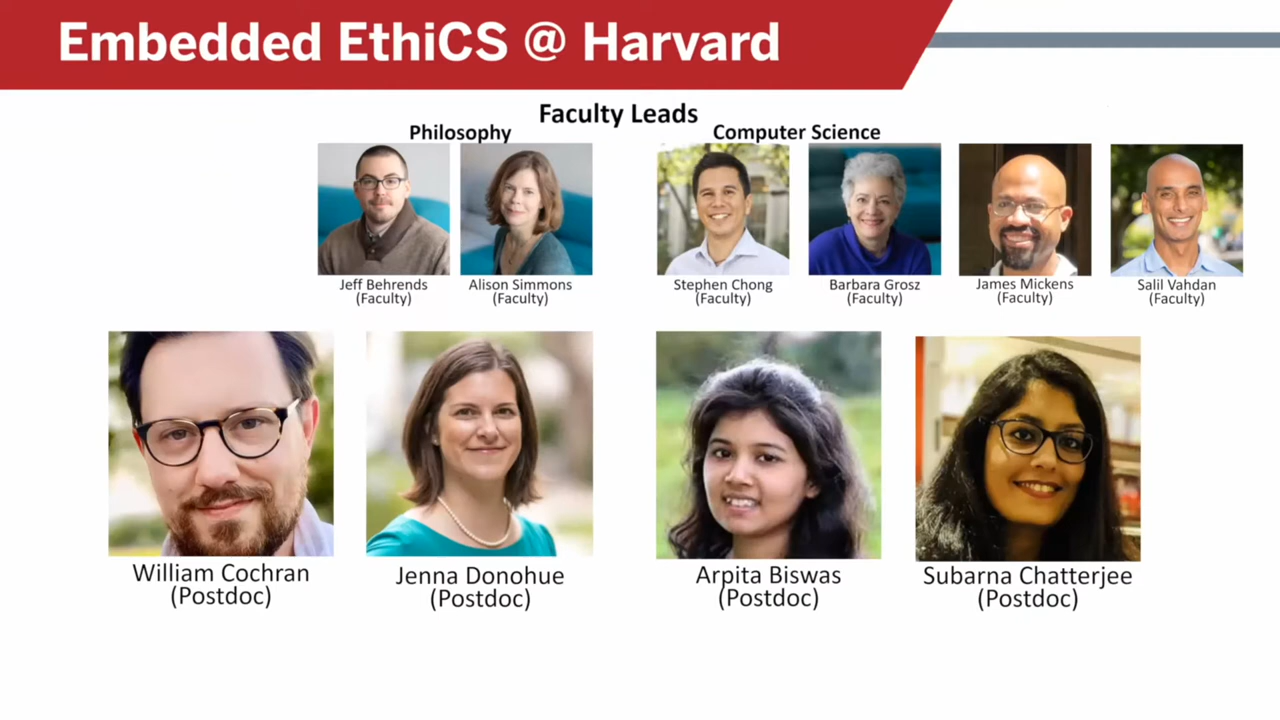 Embedded EthiCS @ Harvard
Faculty Leads
Philosophy
Computer Science
Jeff Behrends
(Faculty)
Alison Simmons
(Faculty)
Stephen Chong
(Faculty)
Barbara Grosz
(Faculty)
James Mickens
(Faculty)
Salil Vahdan
(Faculty)
William Cochran
(Postdoc)
Jenna Donohue
(Postdoc)
Arpita Biswas
(Postdoc)
Subarna Chatterjee
(Postdoc)